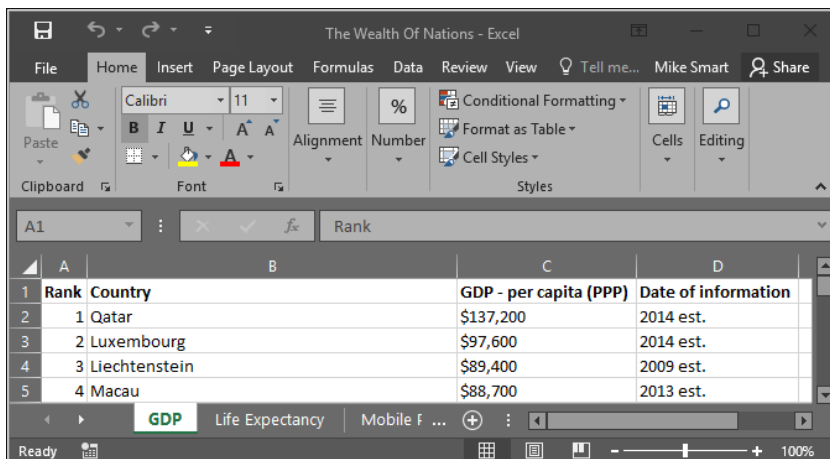 The Wealth Of Nations - Excel
File Home Insert Page Layout Formulas Data Review View Tell me... Mike Smart Share
Calibri 11 % Conditional Formatting
B I U A A Format as Table
Paste Alignment Number Cell Styles Cells Editing
A
Clipboard Font Styles
A1 fx Rank
A B C D
1 Rank Country GDP - per capita (PPP) Date of information
2 1 Qatar $137,200 2014 est.
3 2 Luxembourg $97,600 2014 est.
4 3 Liechtenstein $89,400 2009 est.
5 4 Macau $88,700 2013 est.
GDP Life Expectancy Mobile ...
Ready 100%